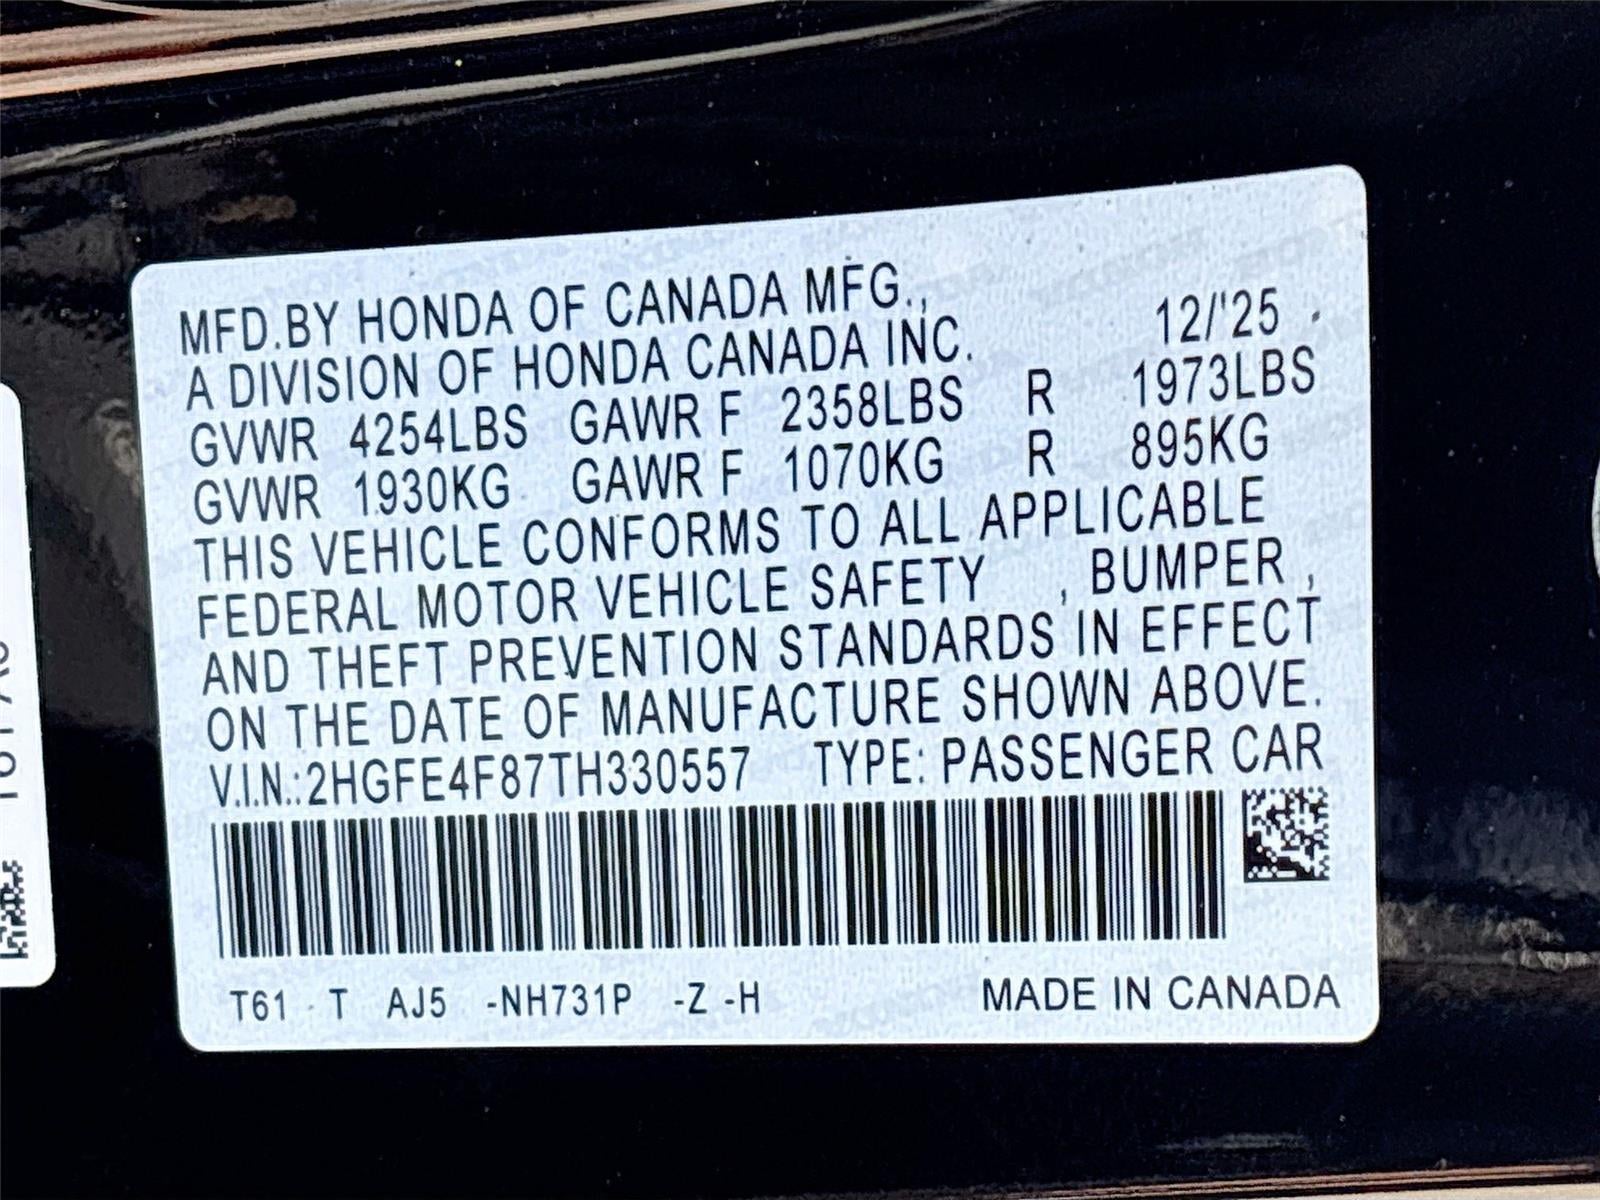 MFD.BY HONDA OF CANADA MFG.,
A DIVISION OF HONDA CANADA INC. 12/'25
GVWR 4254LBS GAWR F 2358LBS R 1973LBS
GVWR 1930KG GAWR F 1070KG R 895KG
THIS VEHICLE CONFORMS TO ALL APPLICABLE
FEDERAL MOTOR VEHICLE SAFETY , BUMPER ,
AND THEFT PREVENTION STANDARDS IN EFFECT
ON THE DATE OF MANUFACTURE SHOWN ABOVE.
V.I.N.:2HGFE4F87TH330557 TYPE: PASSENGER CAR
T61 T AJ5 -NH731P -Z -H MADE IN CANADA